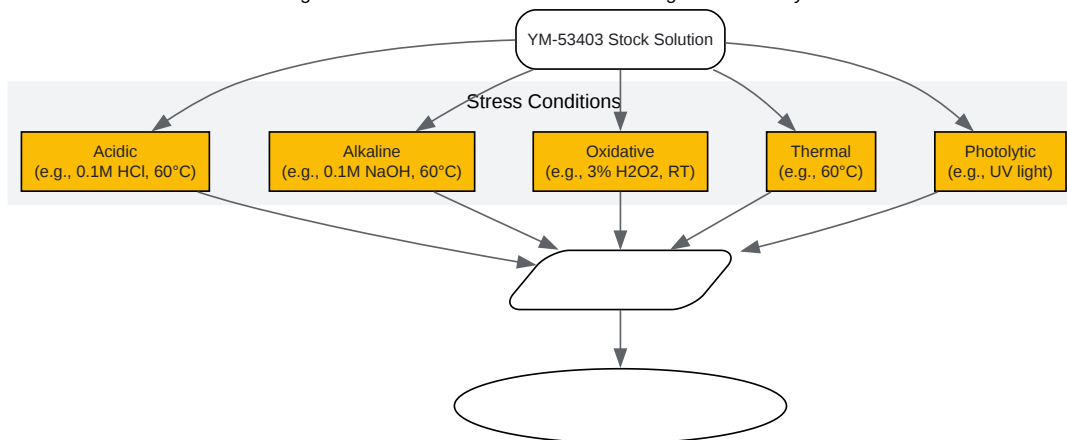 YM-53403 Stock Solution
Stress Conditions
Acidic
(e.g., 0.1M HCl, 60°C)
Alkaline
(e.g., 0.1M NaOH, 60°C)
Oxidative
(e.g., 3% H2O2, RT)
Thermal
(e.g., 60°C)
Photolytic
(e.g., UV light)